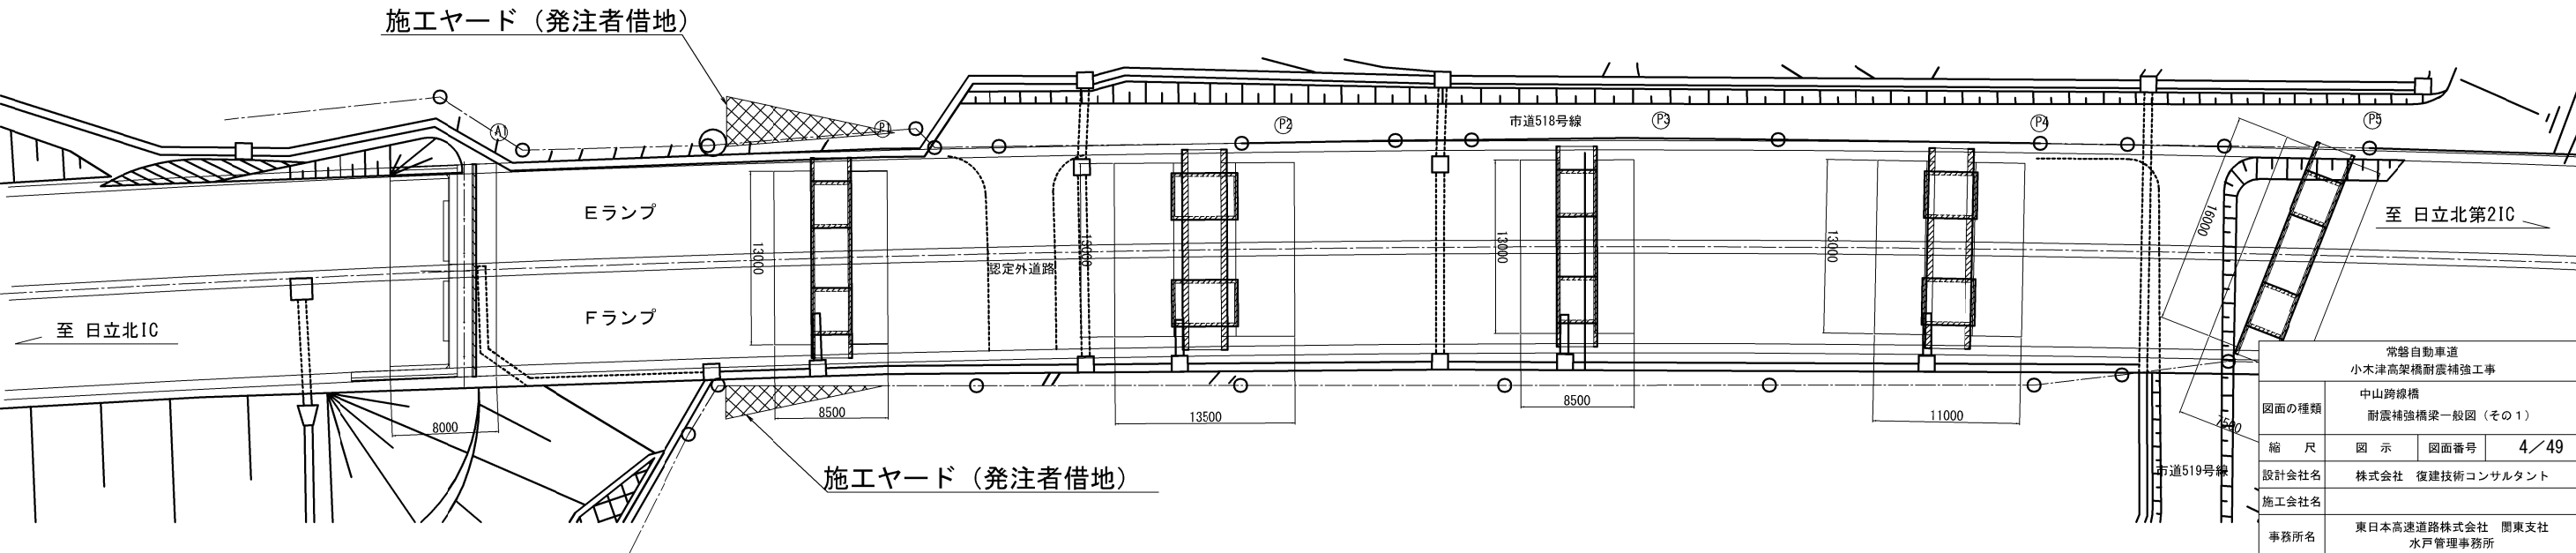 施工ヤード（発注者借地）
A1
P1
P2
市道518号線
P3
P4
P5
Eランプ
Fランプ
至 日立北IC
認定外道路
至 日立北第2IC
13000
13000
13000
13000
16000
8000
8500
13500
8500
11000
7500
施工ヤード（発注者借地）
市道519号線
常磐自動車道
小木津高架橋耐震補強工事
図面の種類
中山跨線橋
耐震補強橋梁一般図（その１）
縮 尺 図 示 図面番号 4／49
設計会社名 株式会社 復建技術コンサルタント
施工会社名
事務所名
東日本高速道路株式会社 関東支社
水戸管理事務所